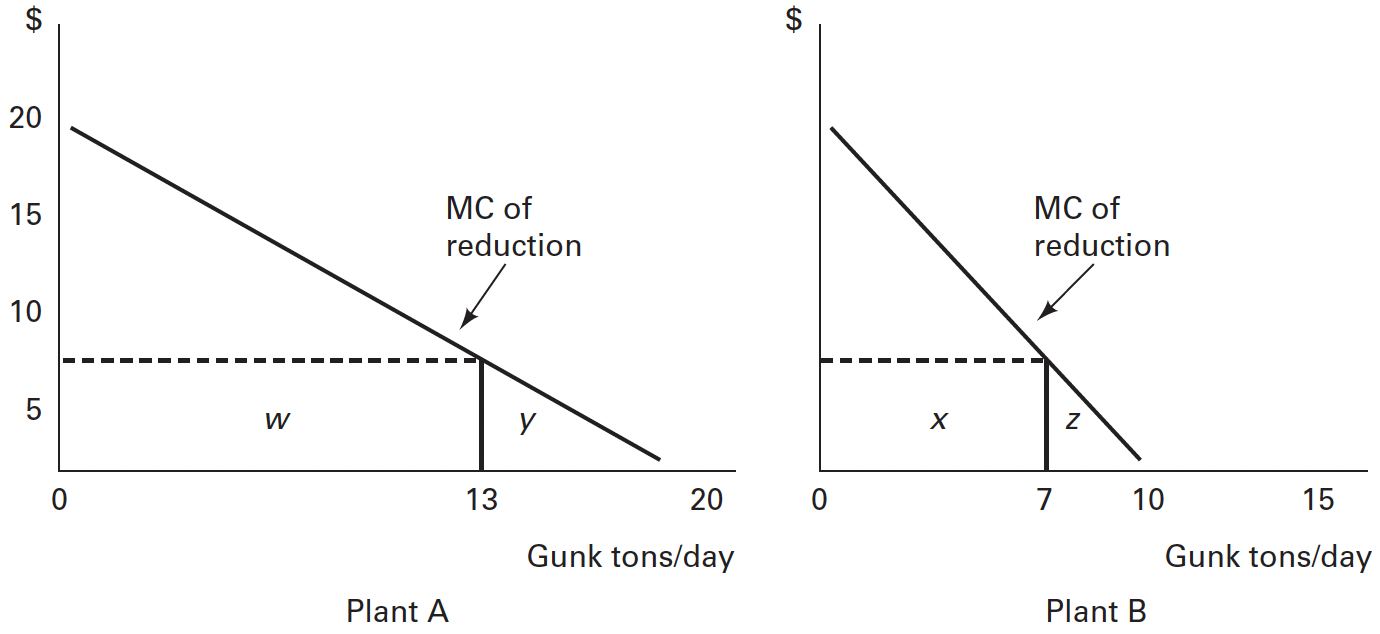 $
20
15
10
5
MC of
reduction
w
y
0
13
20
Gunk tons/day
Plant A
$
MC of
reduction
x
z
0
7
10
15
Gunk tons/day
Plant B